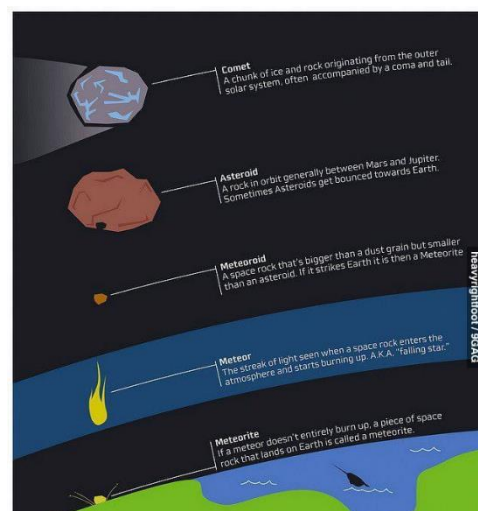 Comet
A chunk of ice and rock originating from the outer
solar system, often accompanied by a coma and tail.
Asteroid
A rock in orbit generally between Mars and Jupiter.
Sometimes Asteroids get bounced towards Earth.
Meteoroid
A space rock that's bigger than a dust grain but smaller
than an asteroid. If it strikes Earth it is then a Meteorite
Meteor
The streak of light seen when a space rock enters the
atmosphere and starts burning up. A.K.A. "falling star."
Meteorite
If a meteor doesn't entirely burn up, a piece of space
rock that lands on Earth is called a meteorite.
heavyrightfoot / 9GAG